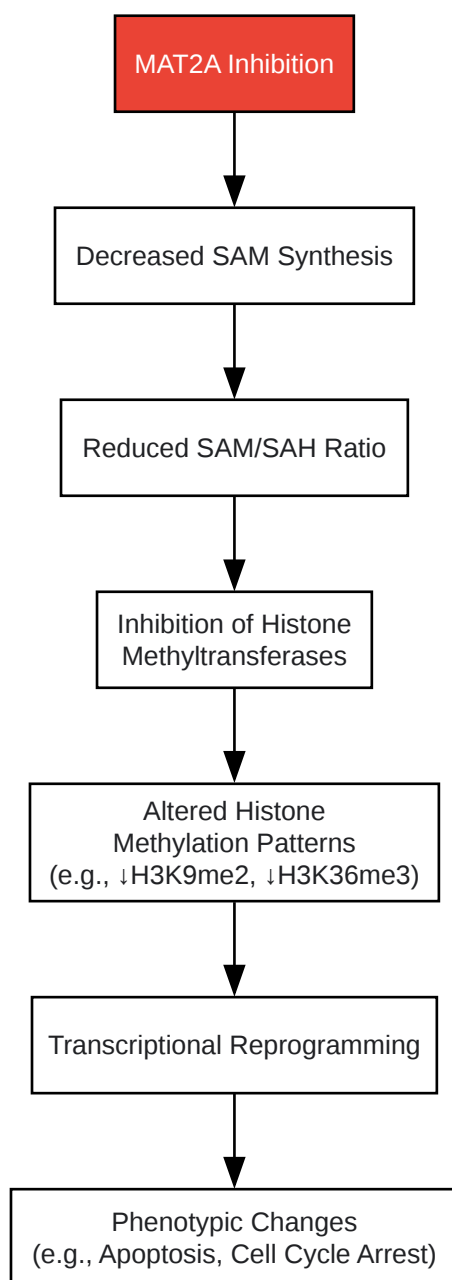 MAT2A Inhibition
Decreased SAM Synthesis
Reduced SAM/SAH Ratio
Inhibition of Histone
Methyltransferases
Altered Histone
Methylation Patterns
(e.g., ↓H3K9me2, ↓H3K36me3)
Transcriptional Reprogramming
Phenotypic Changes
(e.g., Apoptosis, Cell Cycle Arrest)